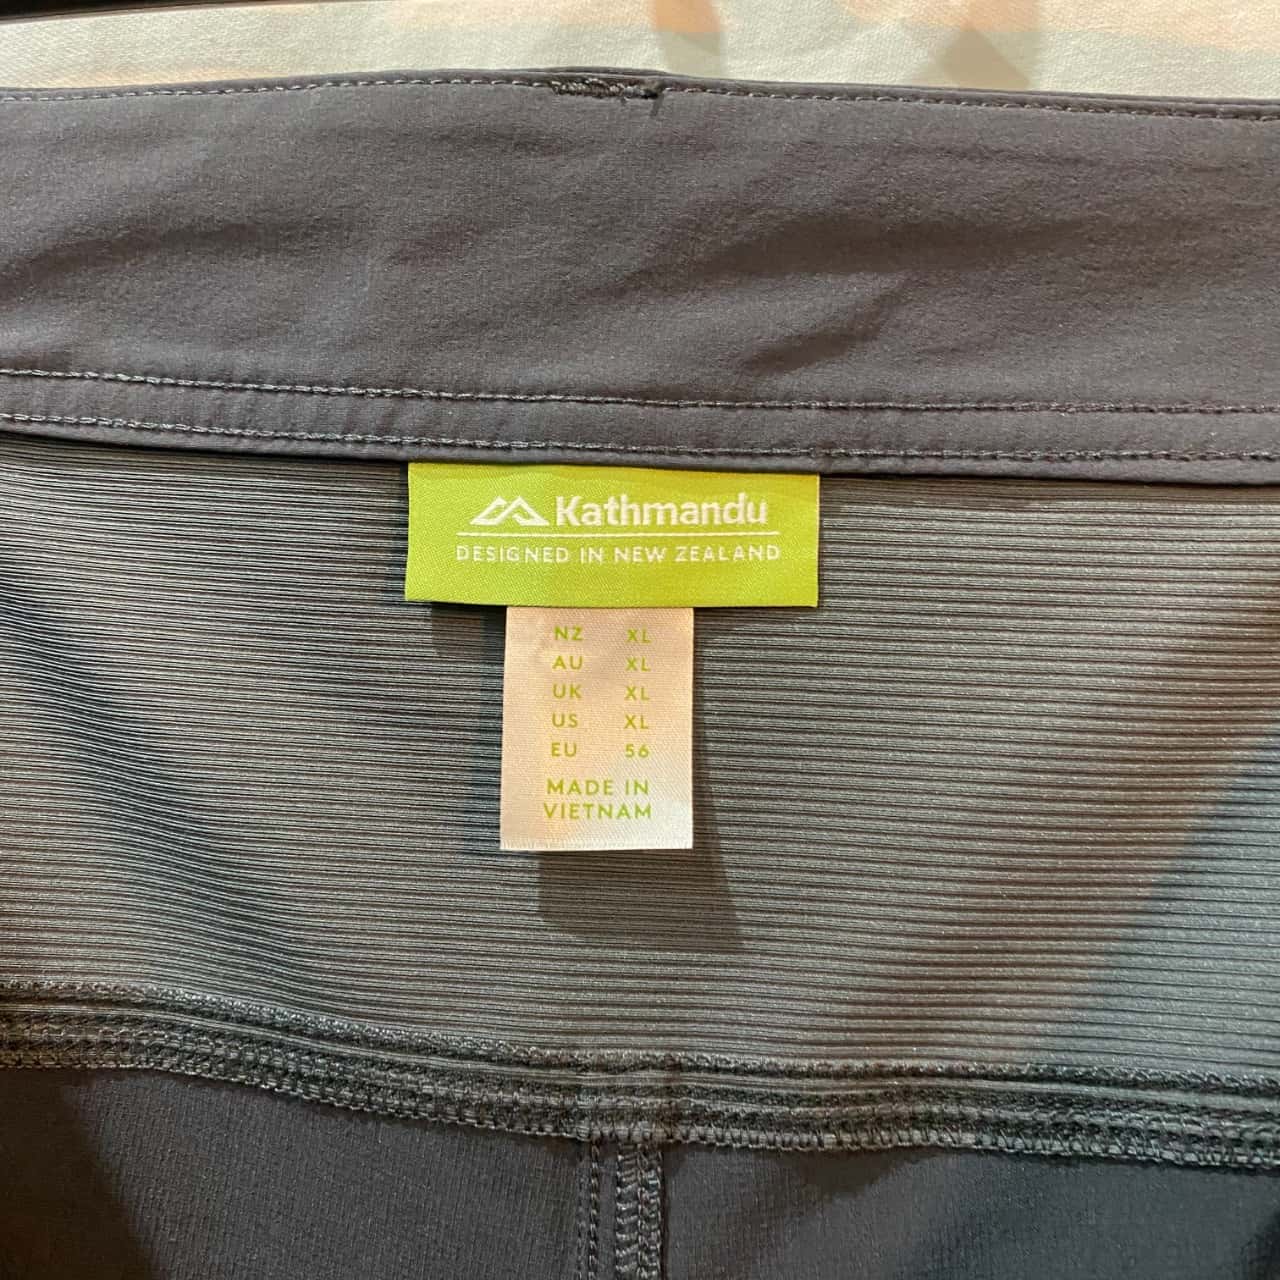 Kathmandu
DESIGNED IN NEW ZEALAND
NZ XL
AU XL
UK XL
US XL
EU 56
MADE IN
VIETNAM